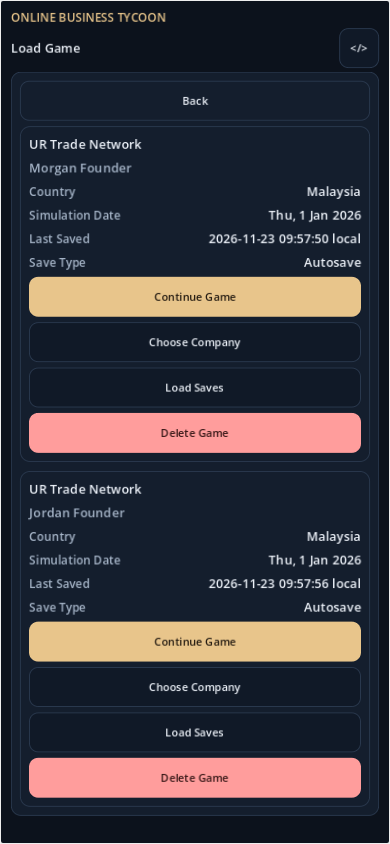 ONLINE BUSINESS TYCOON
Load Game
</>
Back
UR Trade Network
Morgan Founder
Country Malaysia
Simulation Date Thu, 1 Jan 2026
Last Saved 2026-11-23 09:57:50 local
Save Type Autosave
Continue Game
Choose Company
Load Saves
Delete Game
UR Trade Network
Jordan Founder
Country Malaysia
Simulation Date Thu, 1 Jan 2026
Last Saved 2026-11-23 09:57:56 local
Save Type Autosave
Continue Game
Choose Company
Load Saves
Delete Game